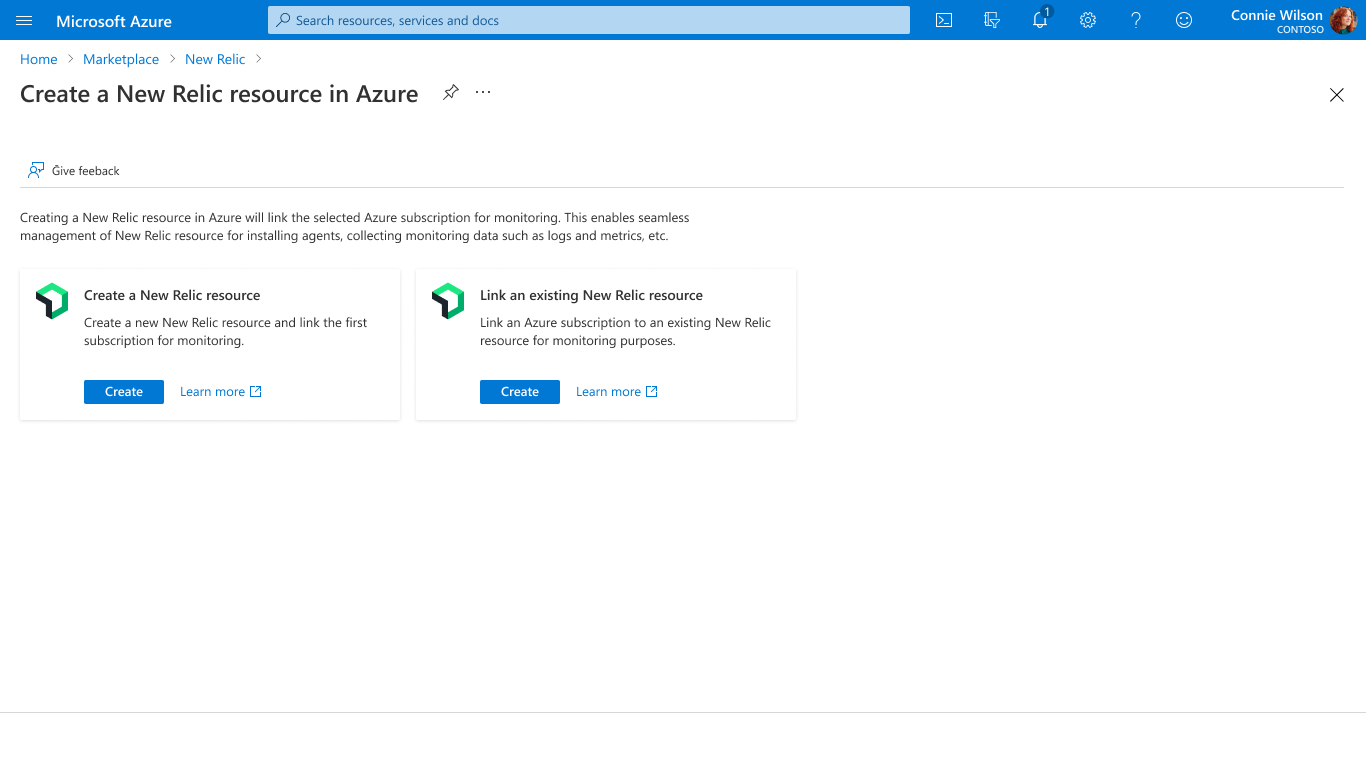 Microsoft Azure
Search resources, services and docs
1
Connie Wilson
CONTOSO
Home > Marketplace > New Relic >
Create a New Relic resource in Azure
Give feeback
Creating a New Relic resource in Azure will link the selected Azure subscription for monitoring. This enables seamless
management of New Relic resource for installing agents, collecting monitoring data such as logs and metrics, etc.
Create a New Relic resource
Create a new New Relic resource and link the first
subscription for monitoring.
Create
Learn more
Link an existing New Relic resource
Link an Azure subscription to an existing New Relic
resource for monitoring purposes.
Create
Learn more